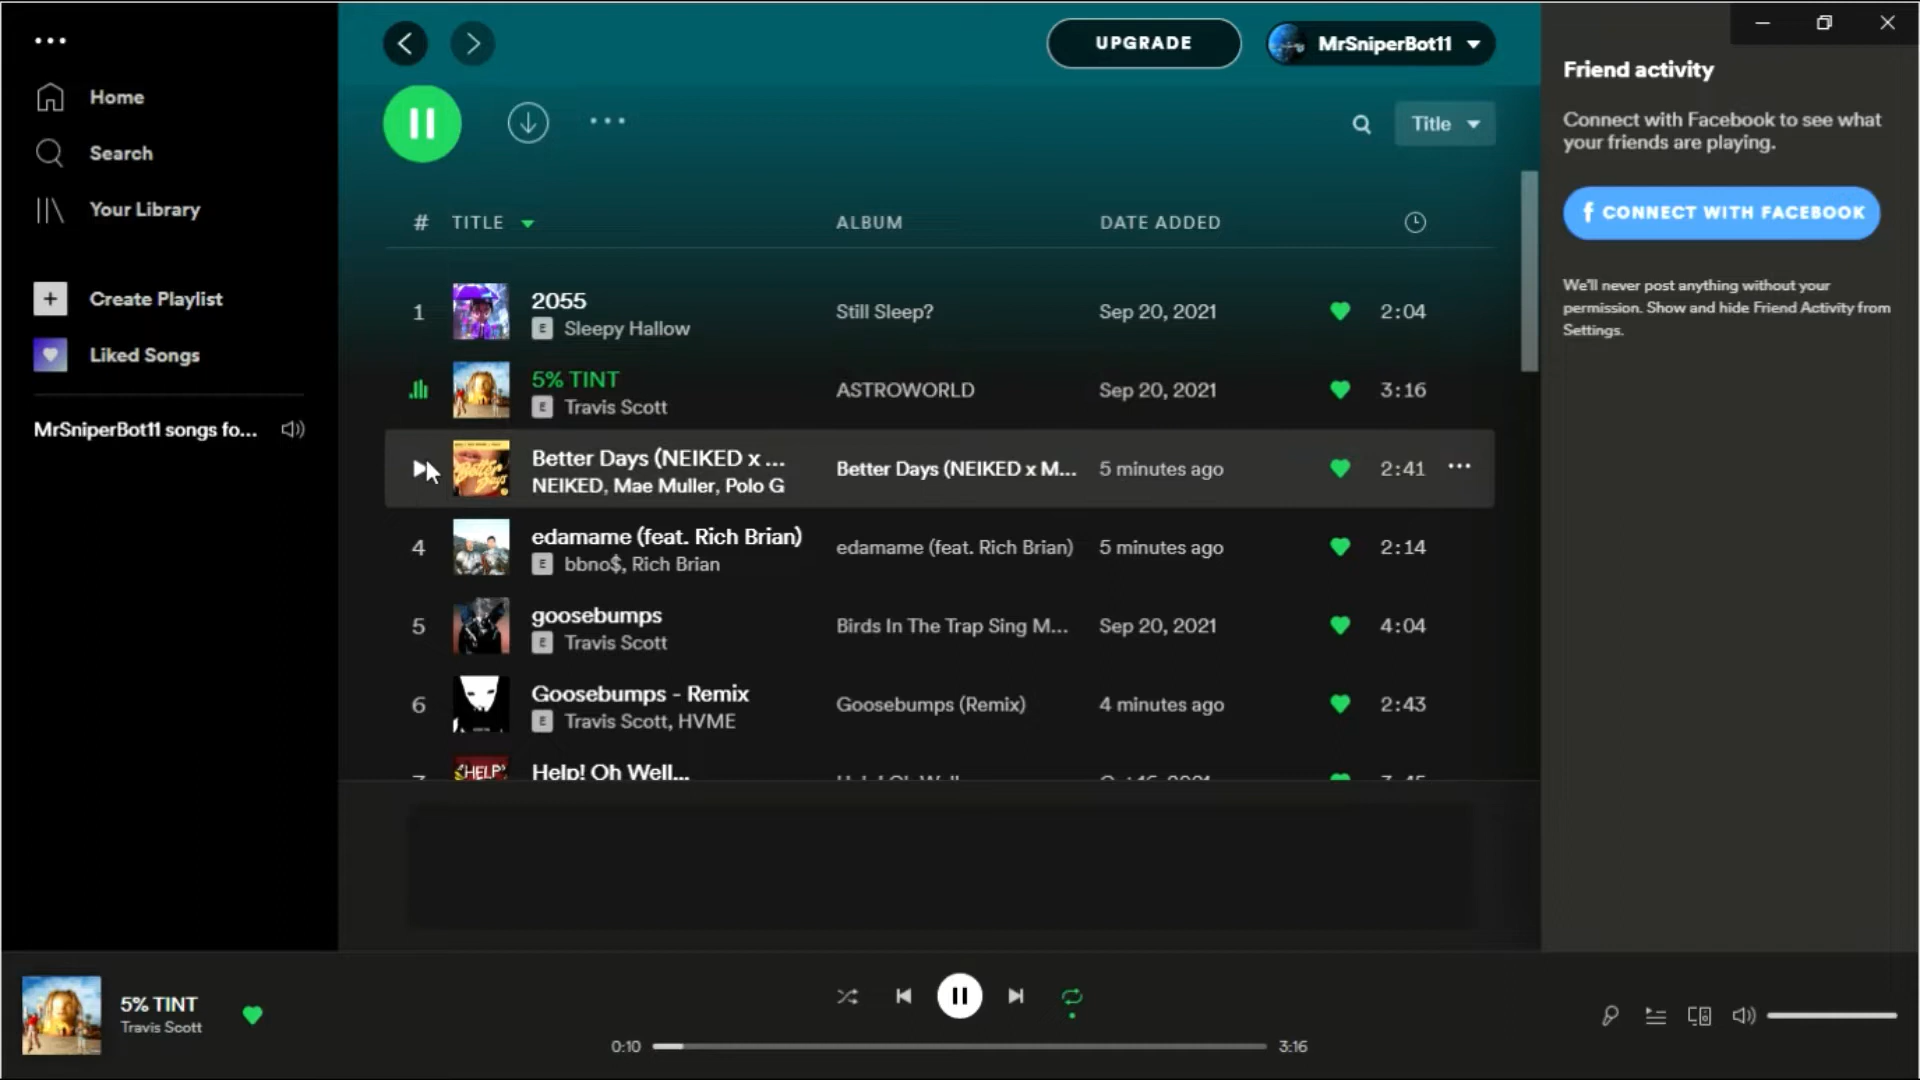 Home
Search
Your Library
Create Playlist
Liked Songs
MrSniperBot11 songs fo...
UPGRADE
MrSniperBot11
Title
# TITLE ALBUM DATE ADDED
1 2055 Still Sleep? Sep 20, 2021 2:04
E Sleepy Hallow
5% TINT ASTROWORLD Sep 20, 2021 3:16
E Travis Scott
Better Days (NEIKED x ... Better Days (NEIKED x M... 5 minutes ago 2:41
NEIKED, Mae Muller, Polo G
4 edamame (feat. Rich Brian) edamame (feat. Rich Brian) 5 minutes ago 2:14
E bbno$, Rich Brian
5 goosebumps Birds In The Trap Sing M... Sep 20, 2021 4:04
E Travis Scott
6 Goosebumps - Remix Goosebumps (Remix) 4 minutes ago 2:43
E Travis Scott, HVME
HELP! Help! Oh Well...
Friend activity
Connect with Facebook to see what
your friends are playing.
f CONNECT WITH FACEBOOK
We'll never post anything without your
permission. Show and hide Friend Activity from
Settings.
5% TINT
Travis Scott
0:10 3:16